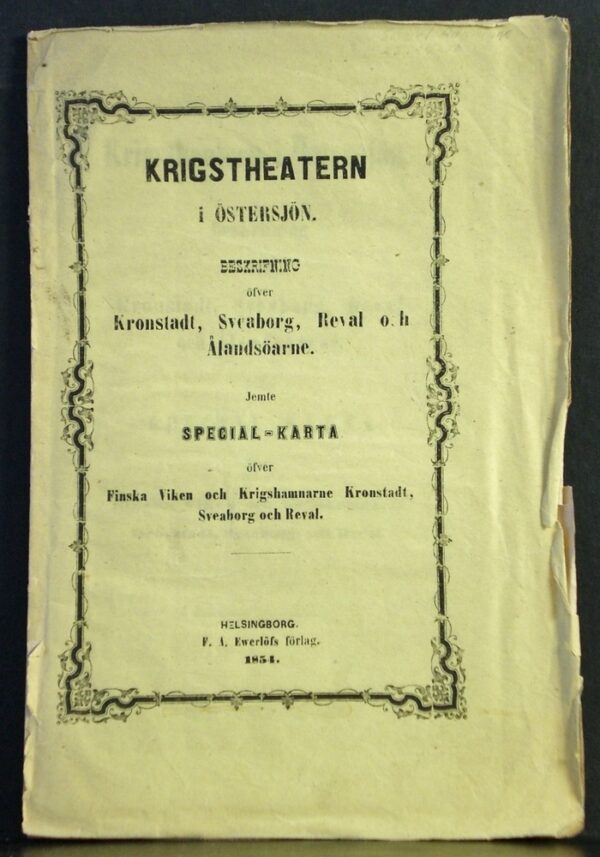 KRIGSTHEATERN
i ÖSTERSJÖN.
BESKRIFNING
öfver
Kronstadt, Sveaborg, Reval och
Ålandsöarne.
Jemte
SPECIAL-KARTA
öfver
Finska Viken och Krigshamnarne Kronstadt,
Sveaborg och Reval.
HELSINGBORG.
F. A. Ewerlöfs förlag.
1854.